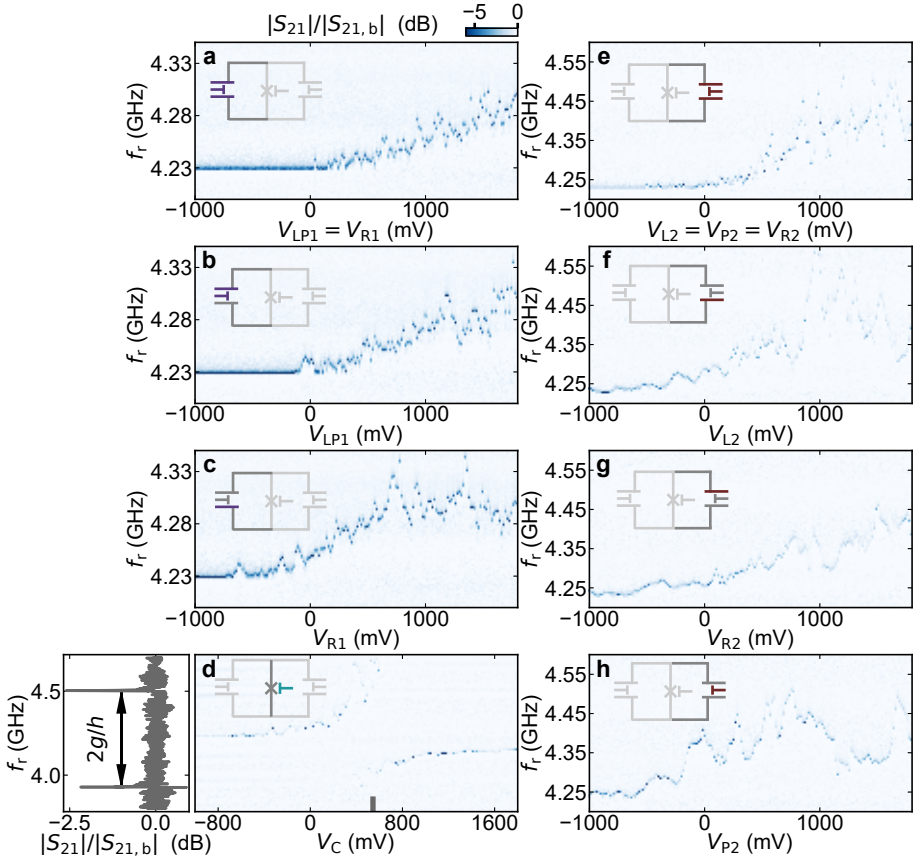 |S21|/|S21, b| (dB)
−5 0
a
4.33
4.28
4.23
fr (GHz)
−1000 0 1000
VLP1 = VR1 (mV)
e
4.55
4.45
4.35
4.25
fr (GHz)
−1000 0 1000
VL2 = VP2 = VR2 (mV)
b
4.33
4.28
4.23
fr (GHz)
−1000 0 1000
VLP1 (mV)
f
4.55
4.45
4.35
4.25
fr (GHz)
−1000 0 1000
VL2 (mV)
c
4.33
4.28
4.23
fr (GHz)
−1000 0 1000
VR1 (mV)
g
4.55
4.45
4.35
4.25
fr (GHz)
−1000 0 1000
VR2 (mV)
4.5
4.0
fr (GHz)
2g/h
−2.5 0.0
|S21|/|S21, b| (dB)
d
−800 0 800 1600
VC (mV)
h
4.55
4.45
4.35
4.25
fr (GHz)
−1000 0 1000
VP2 (mV)